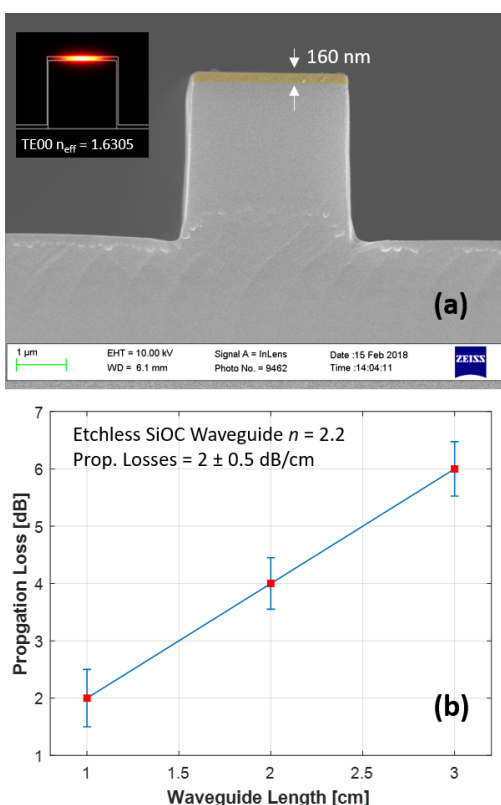 160 nm
TE00 neff = 1.6305
(a)
1 µm
EHT = 10.00 kV
Signal A = InLens
Date :15 Feb 2018
WD = 6.1 mm
Photo No. = 9462
Time :14:04:11
ZEISS
7
Etchless SiOC Waveguide n = 2.2
Prop. Losses = 2 ± 0.5 dB/cm
6
5
4
3
2
1
Propgation Loss [dB]
(b)
1 1.5 2 2.5 3
Waveguide Length [cm]